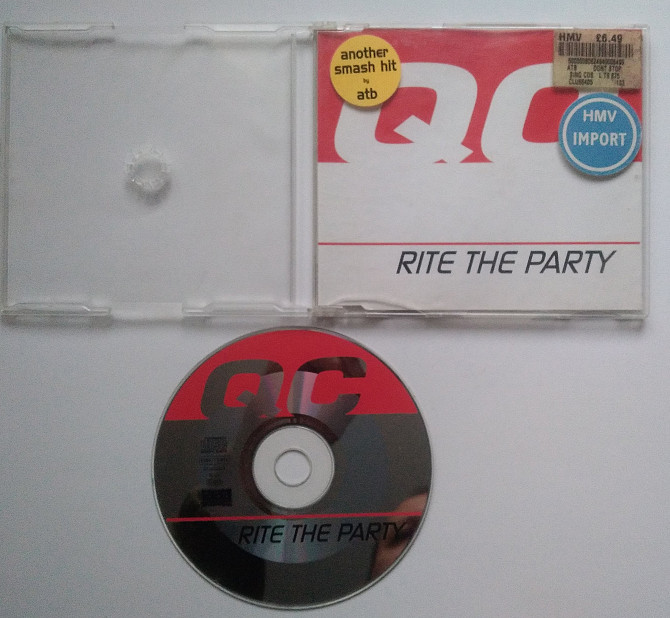 another
smash hit
by
atb
QC
HMV £6.49
ATB DONT STOP
HMV
IMPORT
RITE THE PARTY
QC
RITE THE PARTY